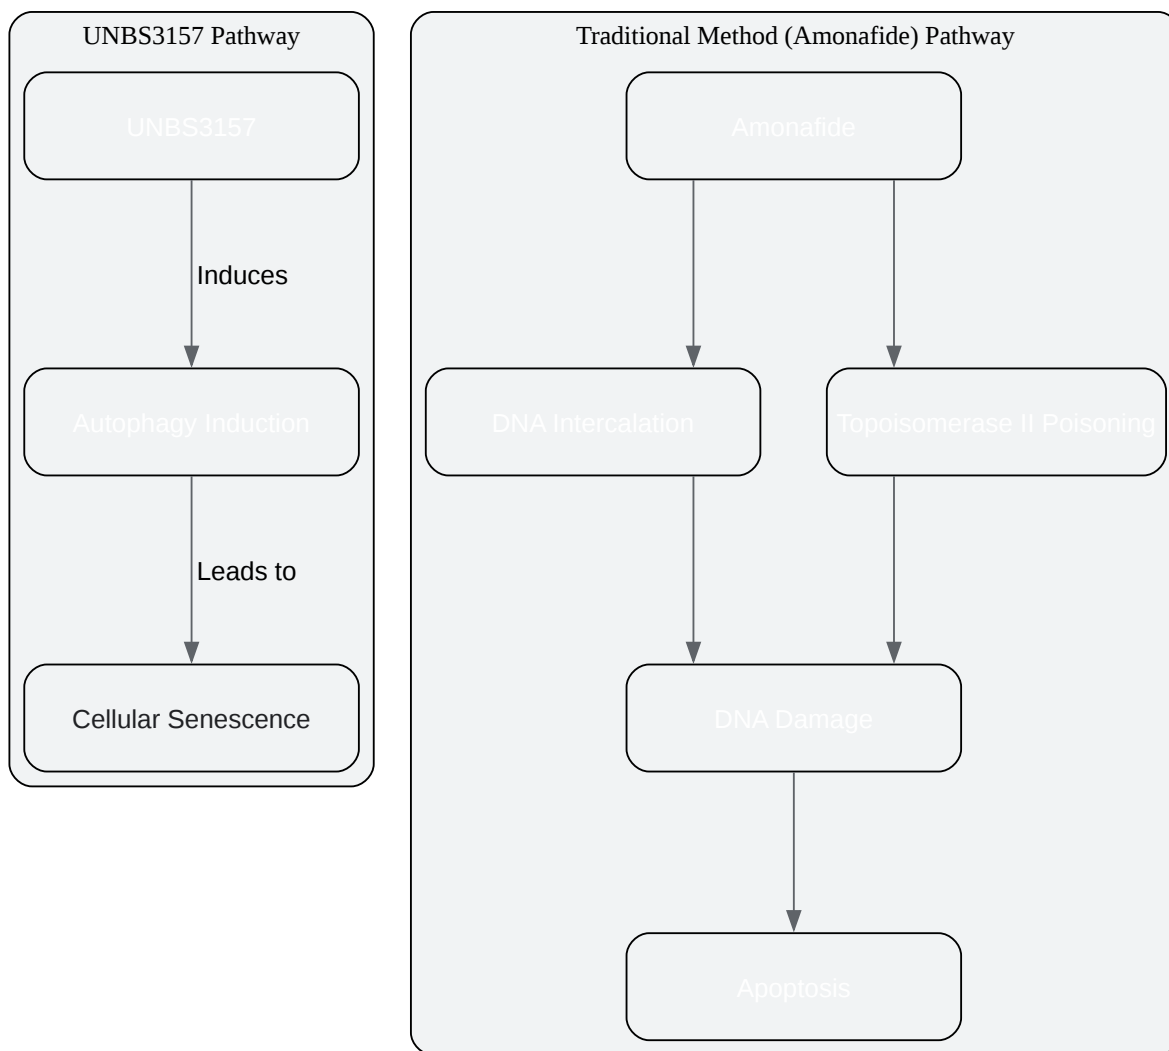 UNBS3157 Pathway
UNBS3157
Induces
Autophagy Induction
Leads to
Cellular Senescence
Traditional Method (Amonafide) Pathway
Amonafide
DNA Intercalation
Topoisomerase II Poisoning
DNA Damage
Apoptosis